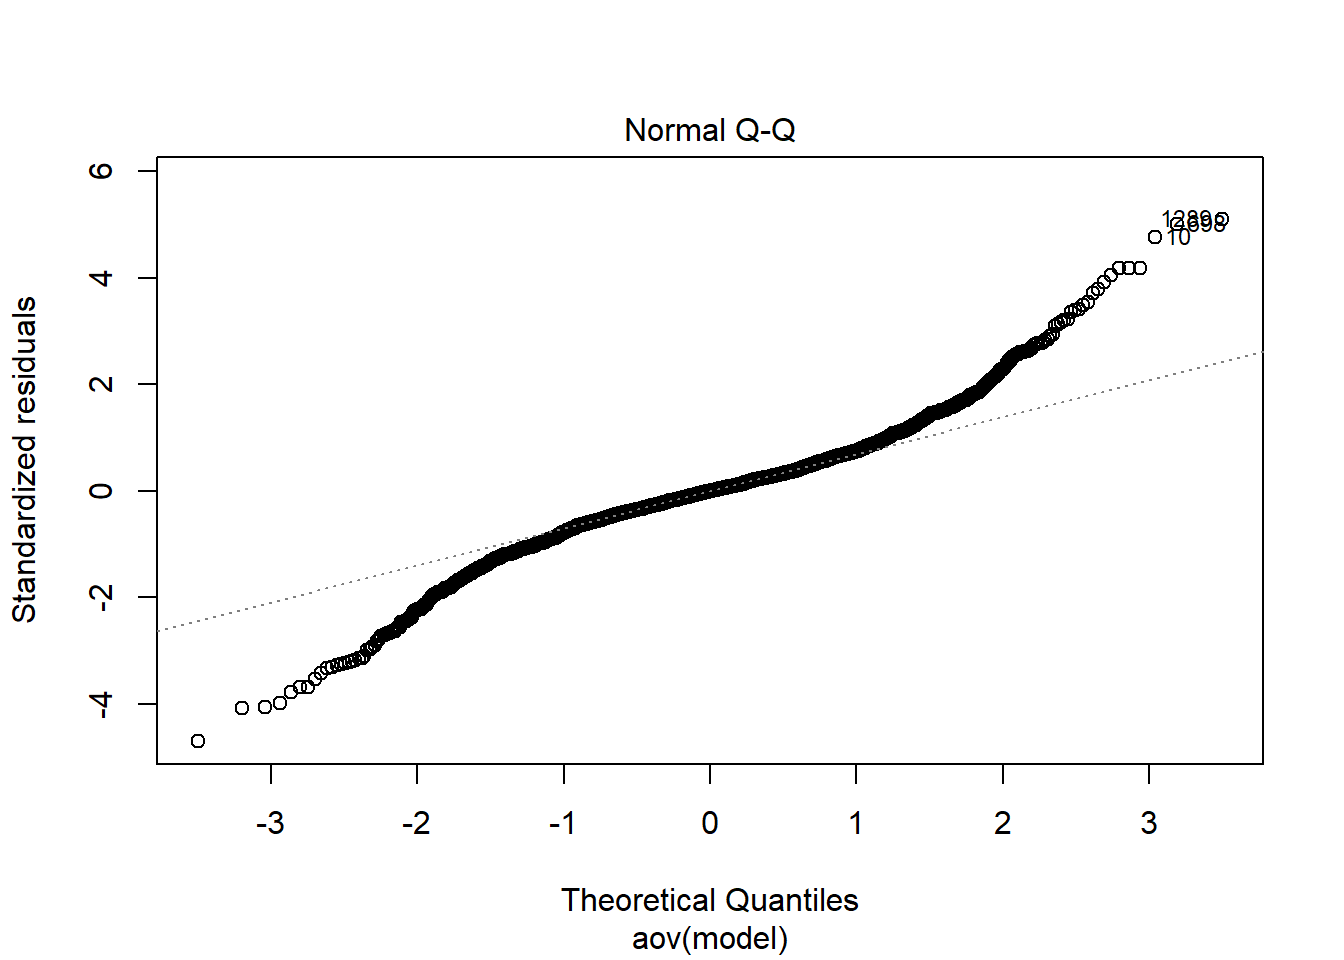 Normal Q-Q
Standardized residuals
6
4
2
0
-2
-4
10
-3 -2 -1 0 1 2 3
Theoretical Quantiles
aov(model)